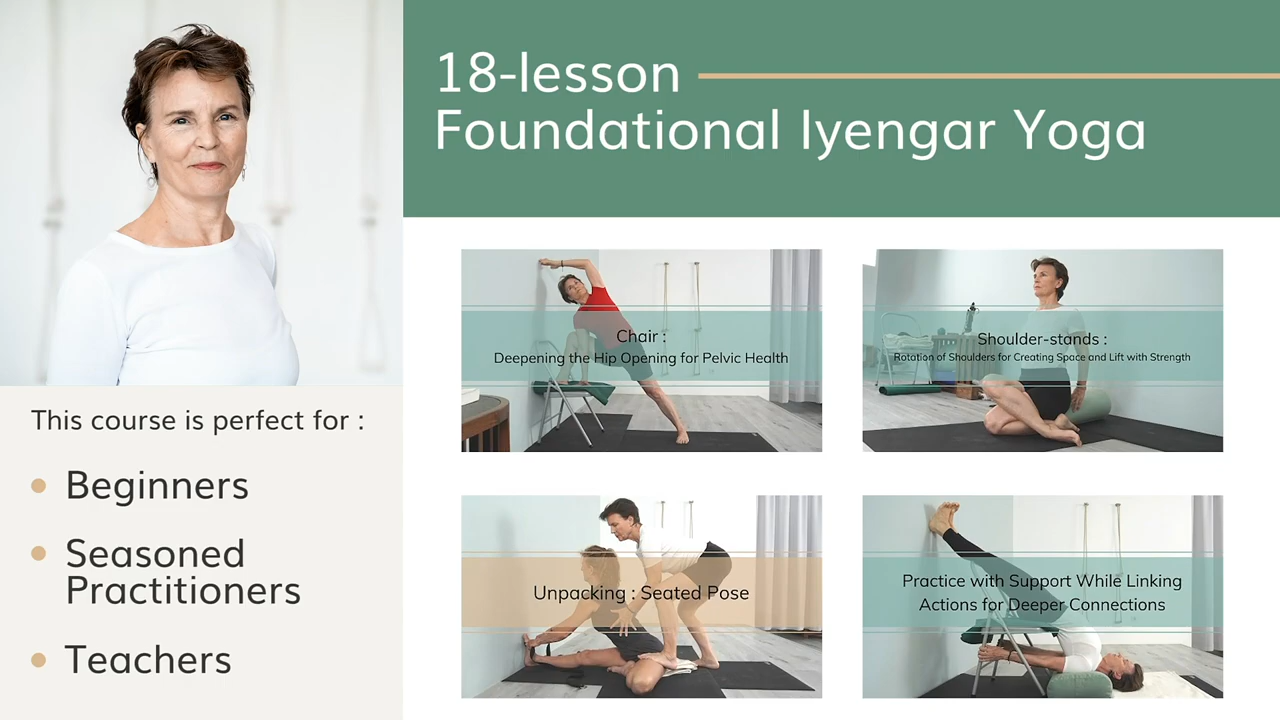 18-lesson
Foundational Iyengar Yoga
This course is perfect for :
Beginners
Seasoned
Practitioners
Teachers
Chair :
Deepening the Hip Opening for Pelvic Health
Shoulder-stands :
Rotation of Shoulders for Creating Space and Lift with Strength
Unpacking : Seated Pose
Practice with Support While Linking
Actions for Deeper Connections